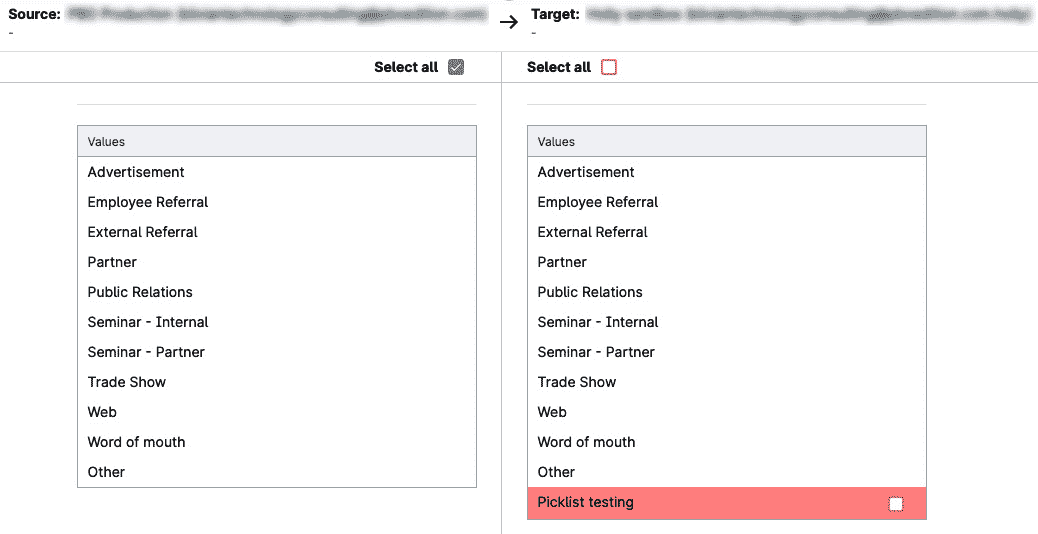 Source:
Target:
-
-
Select all
Select all
Values
Advertisement
Employee Referral
External Referral
Partner
Public Relations
Seminar - Internal
Seminar - Partner
Trade Show
Web
Word of mouth
Other
Values
Advertisement
Employee Referral
External Referral
Partner
Public Relations
Seminar - Internal
Seminar - Partner
Trade Show
Web
Word of mouth
Other
Picklist testing